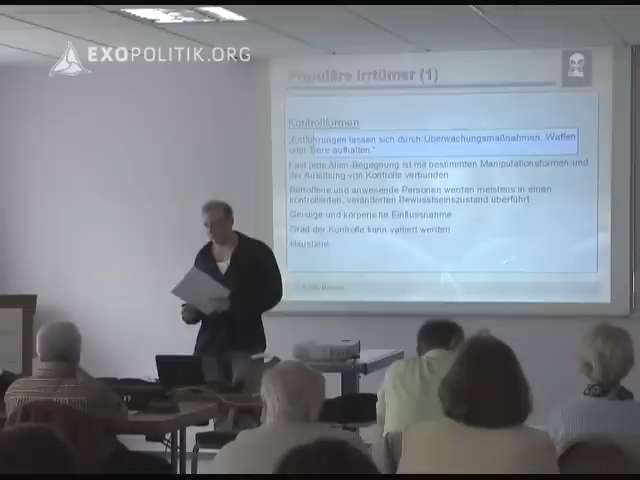 EXOPOLITIK.ORG
Populäre Irrtümer (1)
Kontrollformen
„Entführungen lassen sich durch Überwachungsmaßnahmen, Waffen
oder Tiere aufhalten."
Fast jede Alien-Begegnung ist mit bestimmten Manipulationsformen und
der Ausübung von Kontrolle verbunden
Betroffene und anwesende Personen werden meistens in einen
kontrollierten, veränderten Bewusstseinszustand überführt
Geistige und körperliche Einflussnahme
Grad der Kontrolle kann variiert werden
Haustiere